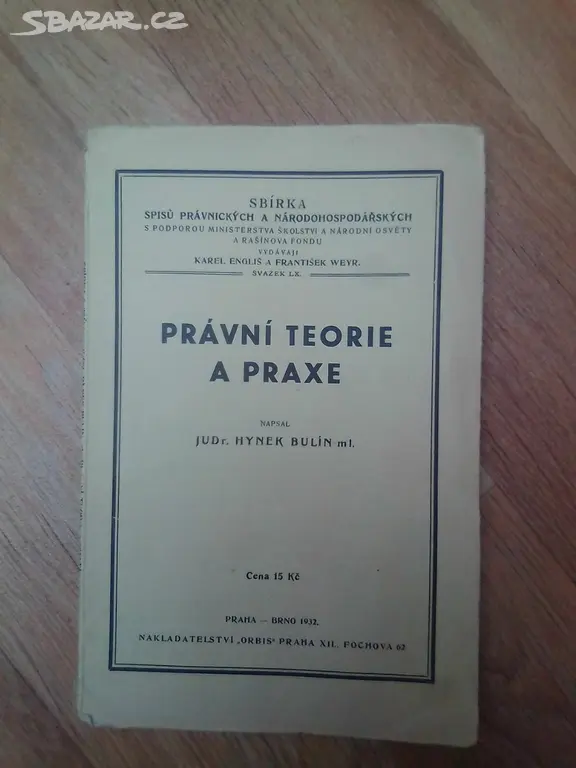 SBAZAR.CZ
SBÍRKA
SPISŮ PRÁVNICKÝCH A NÁRODOHOSPODÁŘSKÝCH
S PODPOROU MINISTERSTVA ŠKOLSTVÍ A NÁRODNÍ OSVĚTY
A RAŠÍNOVA FONDU
VYDÁVAJÍ
KAREL ENGLIŠ A FRANTIŠEK WEYR.
SVAZEK LX.
PRÁVNÍ TEORIE
A PRAXE
NAPSAL
JUDr. HYNEK BULÍN ml.
Cena 15 Kč
PRAHA — BRNO 1932.
NAKLADATELSTVÍ „ORBIS" PRAHA XII. FOCHOVA 62